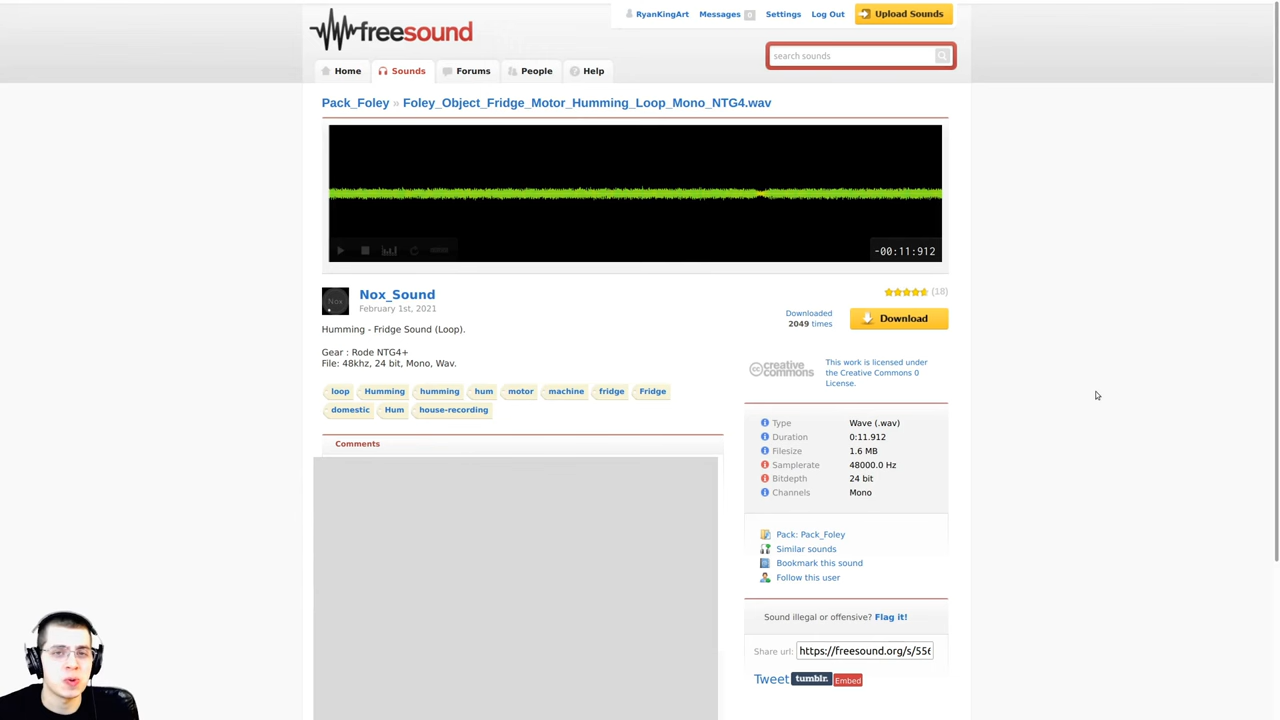 freesound
RyanKingArt Messages 0 Settings Log Out Upload Sounds
search sounds
Home Sounds Forums People Help
Pack_Foley » Foley_Object_Fridge_Motor_Humming_Loop_Mono_NTG4.wav
-00:11:912
Nox
Nox_Sound
February 1st, 2021
(18)
Downloaded
2049 times
Download
Humming - Fridge Sound (Loop).
Gear : Rode NTG4+
File: 48khz, 24 bit, Mono, Wav.
creative commons
This work is licensed under
the Creative Commons 0
License.
loop Humming humming hum motor machine fridge Fridge
domestic Hum house-recording
Comments
Type Wave (.wav)
Duration 0:11.912
Filesize 1.6 MB
Samplerate 48000.0 Hz
Bitdepth 24 bit
Channels Mono
Pack: Pack_Foley
Similar sounds
Bookmark this sound
Follow this user
Sound illegal or offensive? Flag it!
Share url: https://freesound.org/s/556
Tweet tumblr. Embed